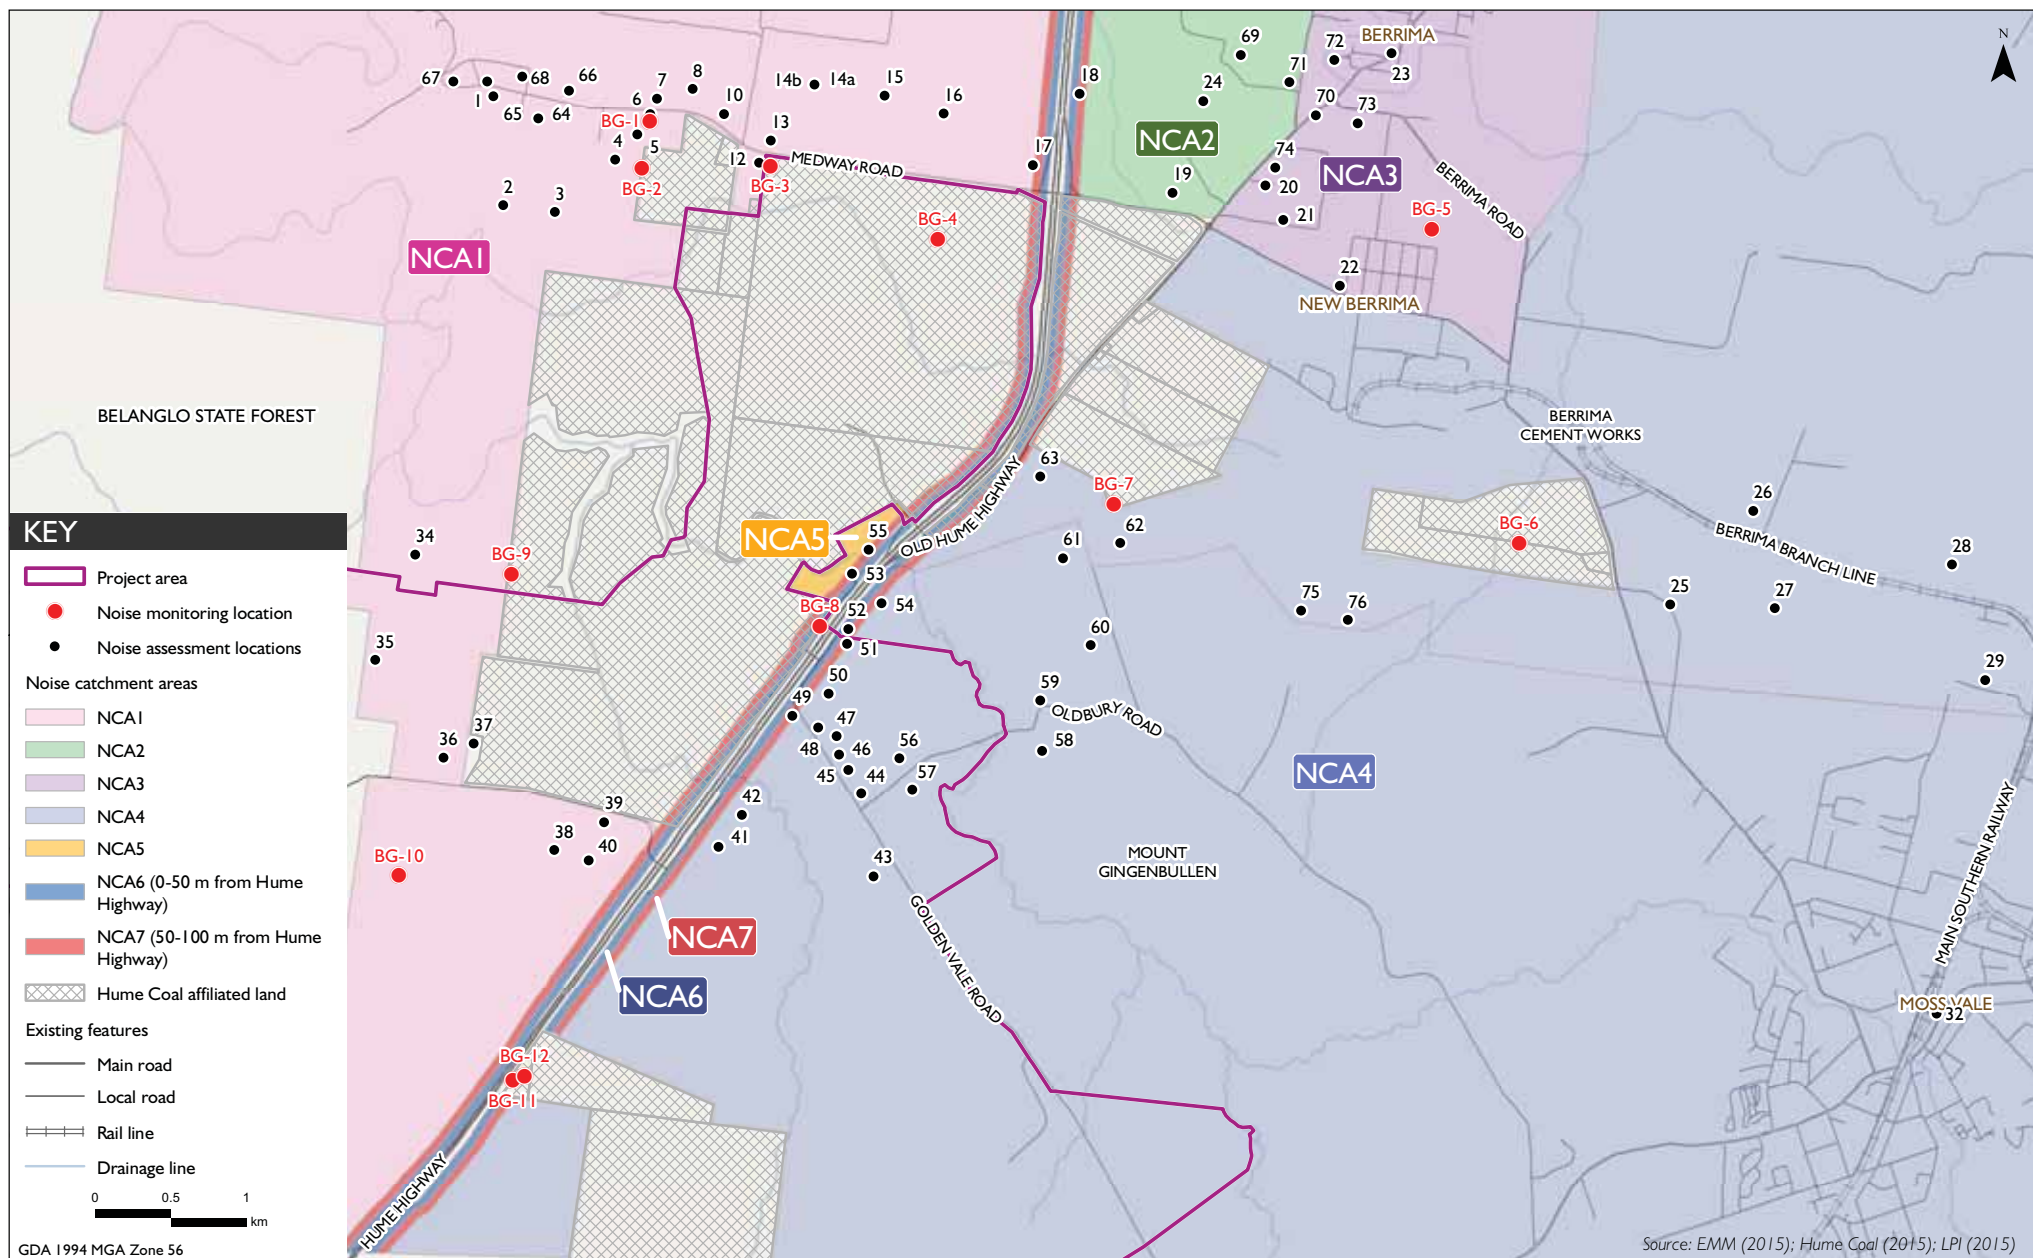 69
72
BERRIMA
N
67
68
66
7
8
14b
14a
15
18
24
71
23
1
65
64
6
10
16
70
73
BG-1
13
NCA2
4
5
12
MEDWAY ROAD
17
74
NCA3
BERRIMA ROAD
2
3
BG-2
BG-3
19
20
BG-4
21
BG-5
NCA1
22
NEW BERRIMA
BELANGLO STATE FOREST
BERRIMA
CEMENT WORKS
63
OLD HUME HIGHWAY
BG-7
26
BG-6
34
NCA5
55
62
61
BERRIMA BRANCH LINE
28
BG-9
53
BG-8
52
54
75
76
25
27
35
51
60
50
59
29
49
OLDBURY ROAD
37
47
36
48
46
56
58
45
44
57
NCA4
39
42
38
40
41
43
MOUNT
GINGENBULLEN
BG-10
GOLDEN VALE ROAD
MAIN SOUTHERN RAILWAY
NCA7
NCA6
MOSS VALE
32
BG-12
BG-11
HUME HIGHWAY
KEY
Project area
Noise monitoring location
Noise assessment locations
Noise catchment areas
NCA1
NCA2
NCA3
NCA4
NCA5
NCA6 (0-50 m from Hume
Highway)
NCA7 (50-100 m from Hume
Highway)
Hume Coal affiliated land
Existing features
Main road
Local road
Rail line
Drainage line
0 0.5 1
km
GDA 1994 MGA Zone 56
Source: EMM (2015); Hume Coal (2015); LPI (2015)